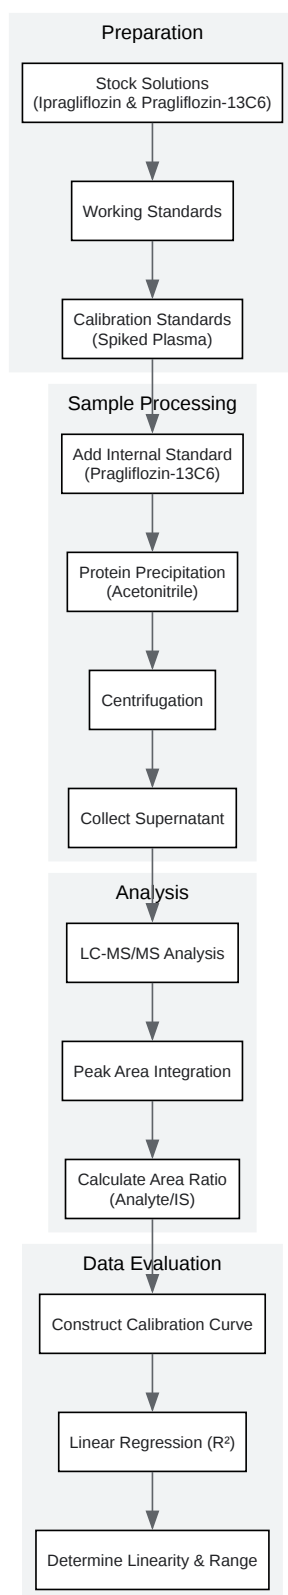 Preparation
Stock Solutions
(Ipragliflozin & Pragliflozin-13C6)
Working Standards
Calibration Standards
(Spiked Plasma)
Sample Processing
Add Internal Standard
(Pragliflozin-13C6)
Protein Precipitation
(Acetonitrile)
Centrifugation
Collect Supernatant
Analysis
LC-MS/MS Analysis
Peak Area Integration
Calculate Area Ratio
(Analyte/IS)
Data Evaluation
Construct Calibration Curve
Linear Regression (R²)
Determine Linearity & Range